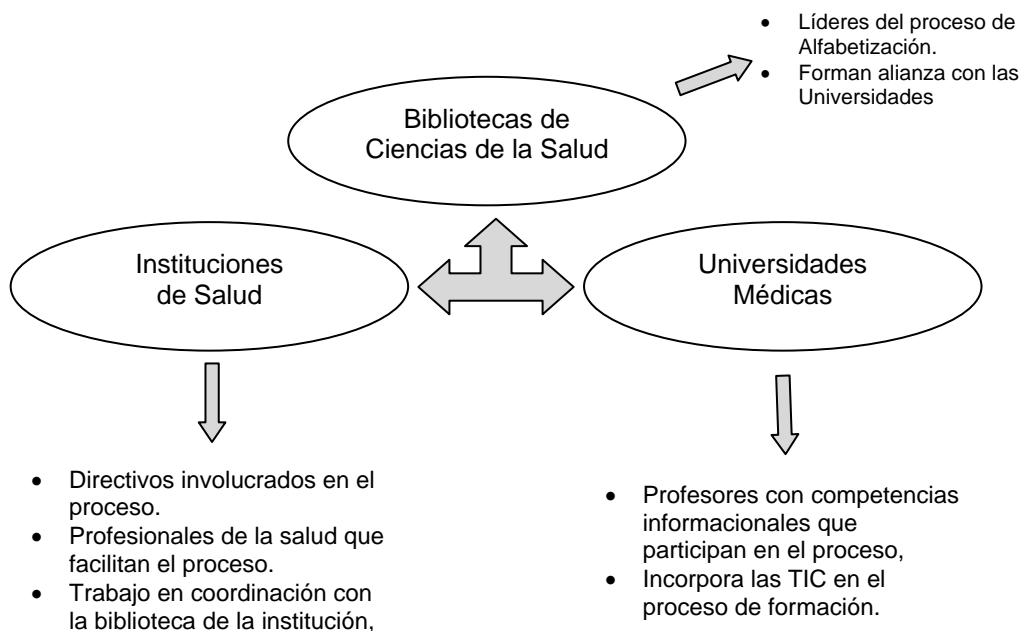 • Líderes del proceso de
Alfabetización.
• Forman alianza con las
Universidades
Bibliotecas de
Ciencias de la Salud
Instituciones
de Salud
Universidades
Médicas
• Directivos involucrados en el
proceso.
• Profesionales de la salud que
facilitan el proceso.
• Trabajo en coordinación con
la biblioteca de la institución,
• Profesores con competencias
informacionales que
participan en el proceso,
• Incorpora las TIC en el
proceso de formación.